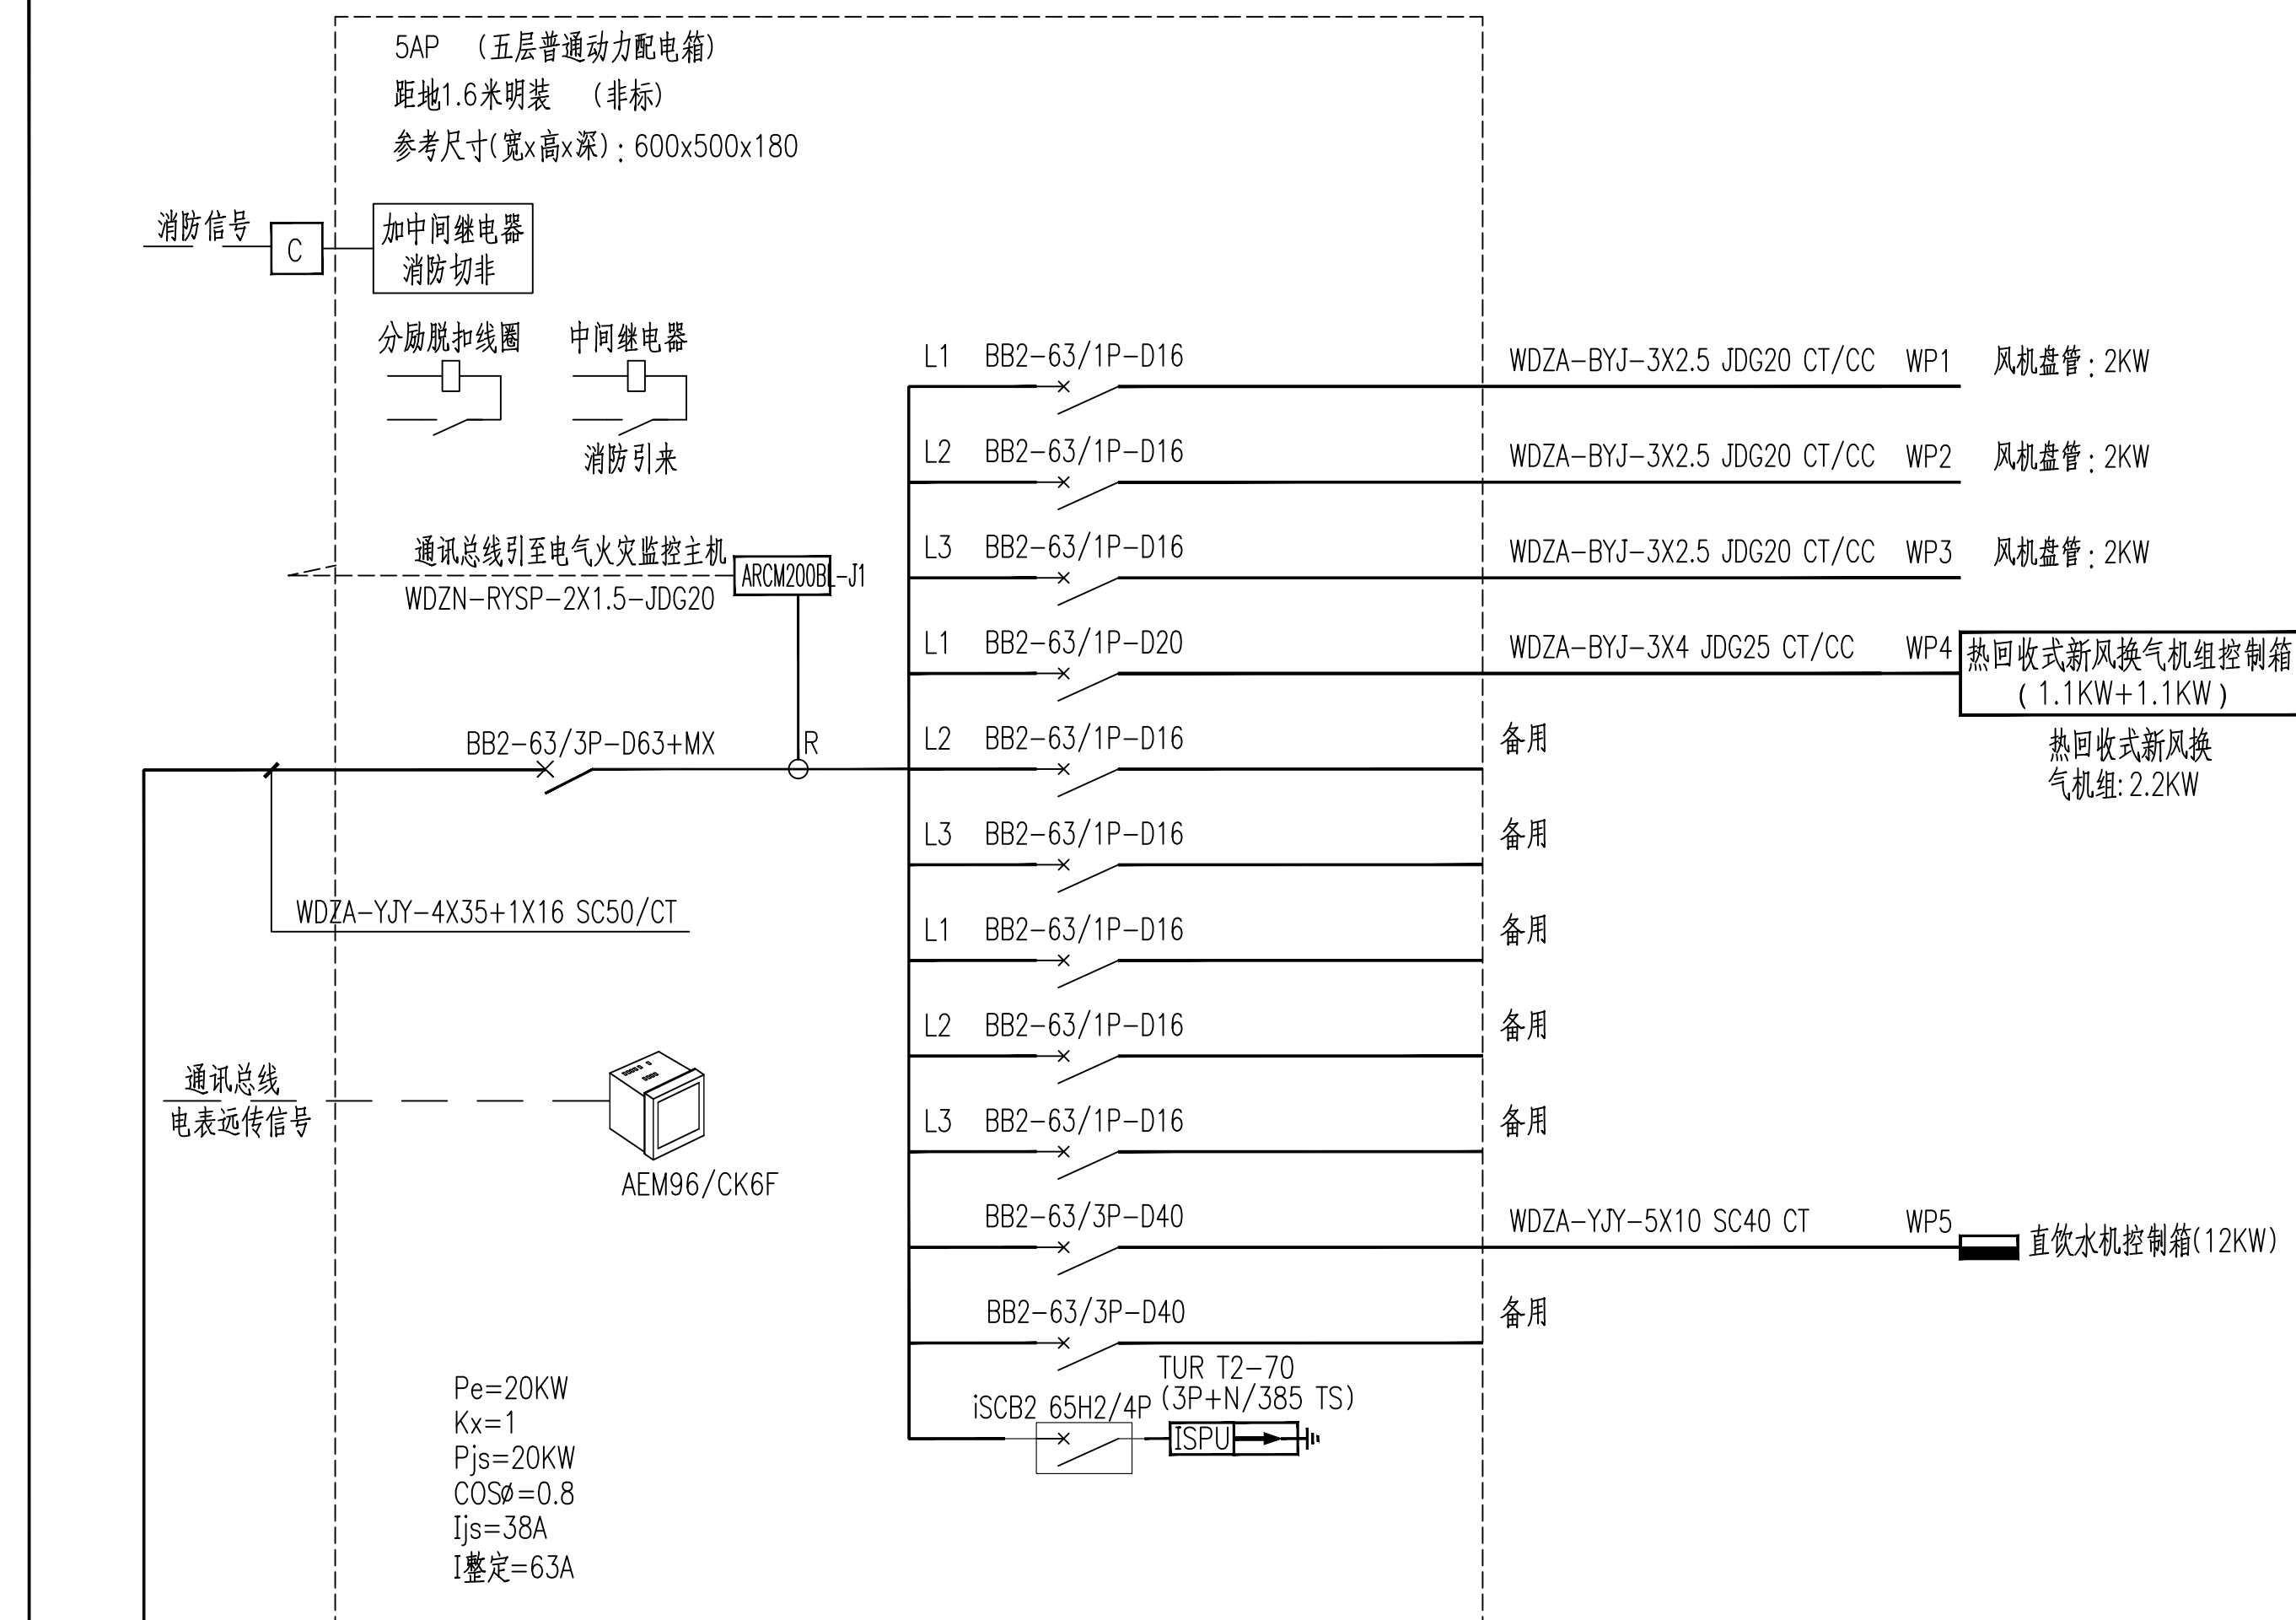 5AP （五层普通动力配电箱）
距地1.6米明装 （非标）
参考尺寸(宽x高x深)：600x500x180
消防信号
C
加中间继电器
消防切非
分励脱扣线圈
中间继电器
消防引来
通讯总线引至电气火灾监控主机
WDZN-RYSP-2X1.5-JDG20
ARCM200BL-J1
BB2-63/3P-D63+MX
R
WDZA-YJY-4X35+1X16 SC50/CT
通讯总线
电表远传信号
AEM96/CK6F
Pe=20KW
Kx=1
Pjs=20KW
COSø=0.8
Ijs=38A
I整定=63A
L1 BB2-63/1P-D16 WDZA-BYJ-3X2.5 JDG20 CT/CC WP1 风机盘管：2KW
L2 BB2-63/1P-D16 WDZA-BYJ-3X2.5 JDG20 CT/CC WP2 风机盘管：2KW
L3 BB2-63/1P-D16 WDZA-BYJ-3X2.5 JDG20 CT/CC WP3 风机盘管：2KW
L1 BB2-63/1P-D20 WDZA-BYJ-3X4 JDG25 CT/CC WP4 热回收式新风换气机组控制箱
（1.1KW+1.1KW）
热回收式新风换
气机组:2.2KW
L2 BB2-63/1P-D16 备用
L3 BB2-63/1P-D16 备用
L1 BB2-63/1P-D16 备用
L2 BB2-63/1P-D16 备用
L3 BB2-63/1P-D16 备用
BB2-63/3P-D40 WDZA-YJY-5X10 SC40 CT WP5 直饮水机控制箱(12KW)
BB2-63/3P-D40 备用
TUR T2-70
(3P+N/385 TS)
iSCB2 65H2/4P
ISPU